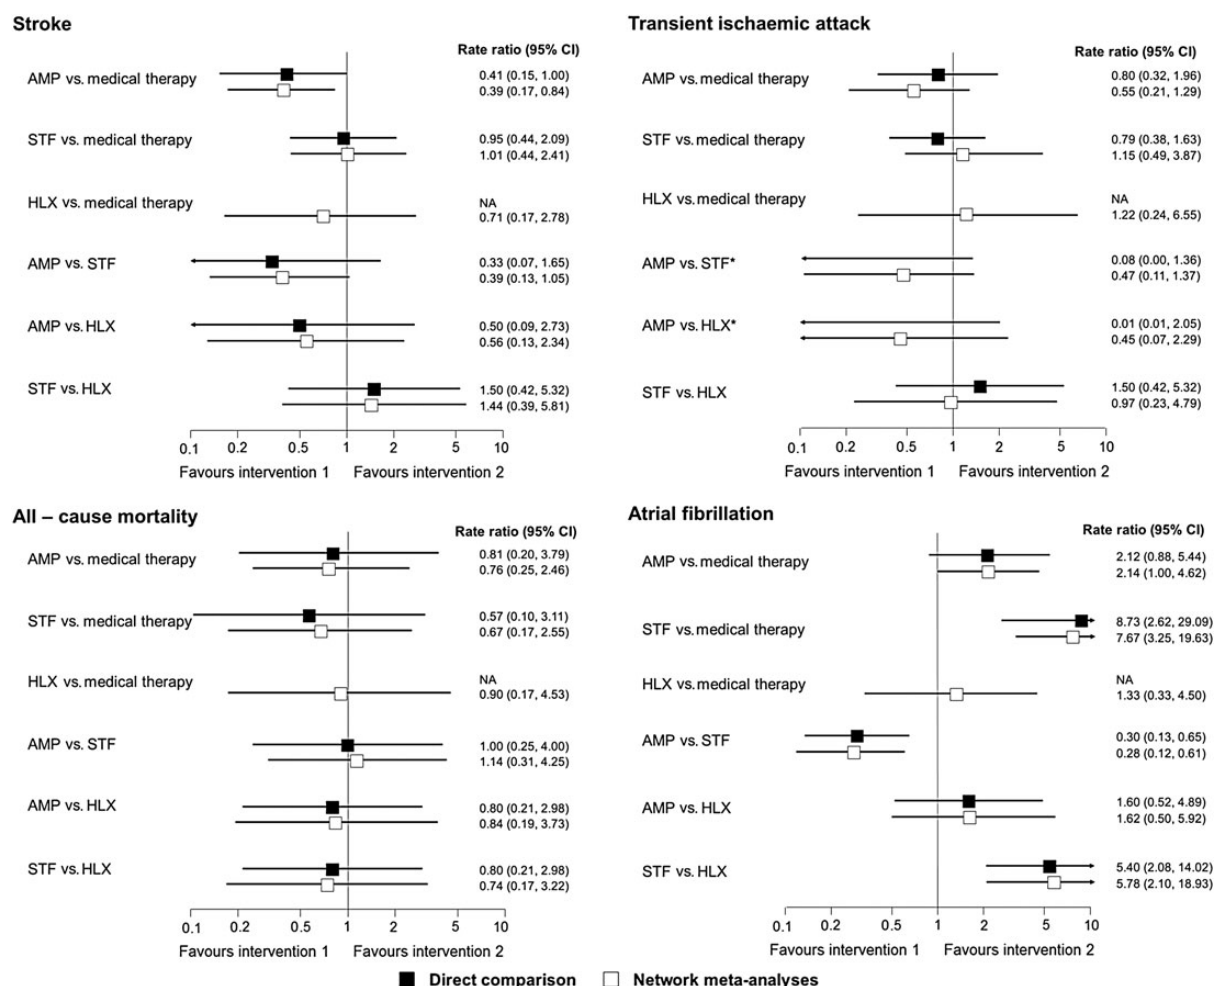 Stroke
Rate ratio (95% CI)
AMP vs. medical therapy
0.41 (0.15, 1.00)
0.39 (0.17, 0.84)
STF vs. medical therapy
0.95 (0.44, 2.09)
1.01 (0.44, 2.41)
HLX vs. medical therapy
NA
0.71 (0.17, 2.78)
AMP vs. STF
0.33 (0.07, 1.65)
0.39 (0.13, 1.05)
AMP vs. HLX
0.50 (0.09, 2.73)
0.56 (0.13, 2.34)
STF vs. HLX
1.50 (0.42, 5.32)
1.44 (0.39, 5.81)
0.1 0.2 0.5 1 2 5 10
Favours intervention 1 Favours intervention 2
Transient ischaemic attack
Rate ratio (95% CI)
AMP vs. medical therapy
0.80 (0.32, 1.96)
0.55 (0.21, 1.29)
STF vs. medical therapy
0.79 (0.38, 1.63)
1.15 (0.49, 3.87)
HLX vs. medical therapy
NA
1.22 (0.24, 6.55)
AMP vs. STF*
0.08 (0.00, 1.36)
0.47 (0.11, 1.37)
AMP vs. HLX*
0.01 (0.01, 2.05)
0.45 (0.07, 2.29)
STF vs. HLX
1.50 (0.42, 5.32)
0.97 (0.23, 4.79)
0.1 0.2 0.5 1 2 5 10
Favours intervention 1 Favours intervention 2
All – cause mortality
Rate ratio (95% CI)
AMP vs. medical therapy
0.81 (0.20, 3.79)
0.76 (0.25, 2.46)
STF vs. medical therapy
0.57 (0.10, 3.11)
0.67 (0.17, 2.55)
HLX vs. medical therapy
NA
0.90 (0.17, 4.53)
AMP vs. STF
1.00 (0.25, 4.00)
1.14 (0.31, 4.25)
AMP vs. HLX
0.80 (0.21, 2.98)
0.84 (0.19, 3.73)
STF vs. HLX
0.80 (0.21, 2.98)
0.74 (0.17, 3.22)
0.1 0.2 0.5 1 2 5 10
Favours intervention 1 Favours intervention 2
Atrial fibrillation
Rate ratio (95% CI)
AMP vs. medical therapy
2.12 (0.88, 5.44)
2.14 (1.00, 4.62)
STF vs. medical therapy
8.73 (2.62, 29.09)
7.67 (3.25, 19.63)
HLX vs. medical therapy
NA
1.33 (0.33, 4.50)
AMP vs. STF
0.30 (0.13, 0.65)
0.28 (0.12, 0.61)
AMP vs. HLX
1.60 (0.52, 4.89)
1.62 (0.50, 5.92)
STF vs. HLX
5.40 (2.08, 14.02)
5.78 (2.10, 18.93)
0.1 0.2 0.5 1 2 5 10
Favours intervention 1 Favours intervention 2
Direct comparison Network meta-analyses